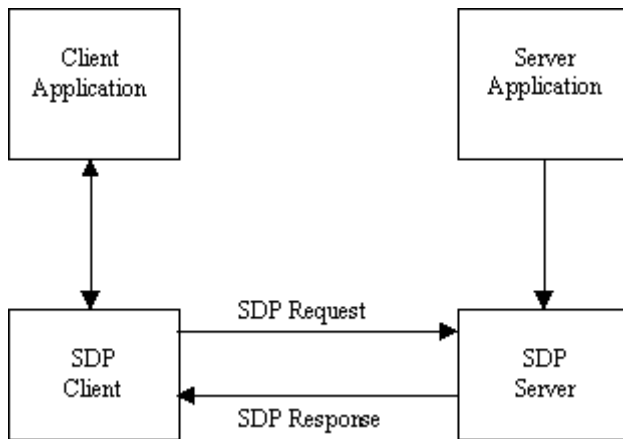 Client
Application
Server
Application
SDP Request
SDP
Client
SDP
Server
SDP Response